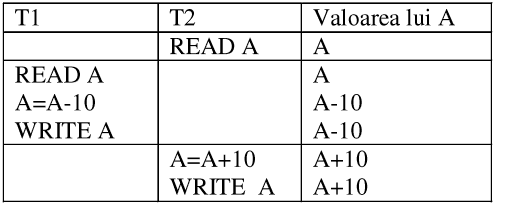 T1 T2 Valoarea lui A
READ A A
READ A A
A=A-10 A-10
WRITE A A-10
A=A+10 A+10
WRITE A A+10